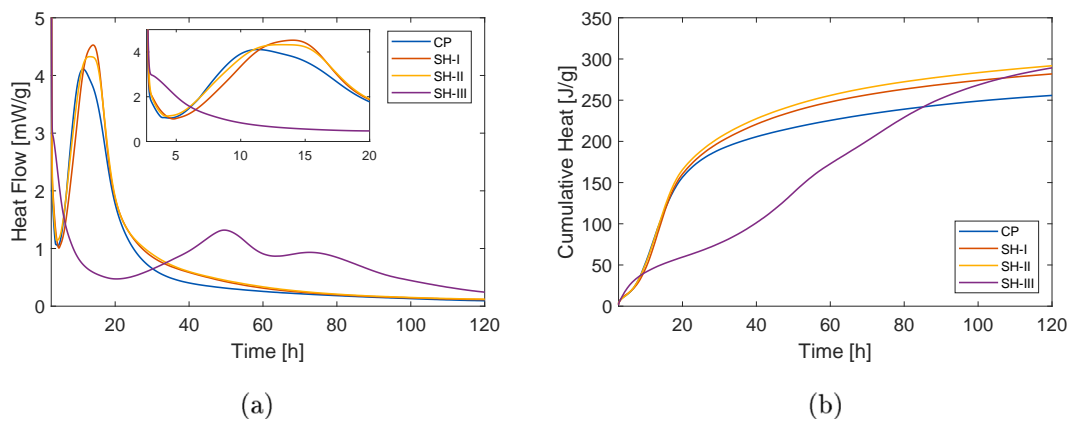 5
4
3
2
1
0
Heat Flow [mW/g]
4
2
0
5
10
15
20
CP
SH-I
SH-II
SH-III
20
40
60
80
100
120
Time [h]
(a)
350
300
250
200
150
100
50
0
Cumulative Heat [J/g]
CP
SH-I
SH-II
SH-III
20
40
60
80
100
120
Time [h]
(b)